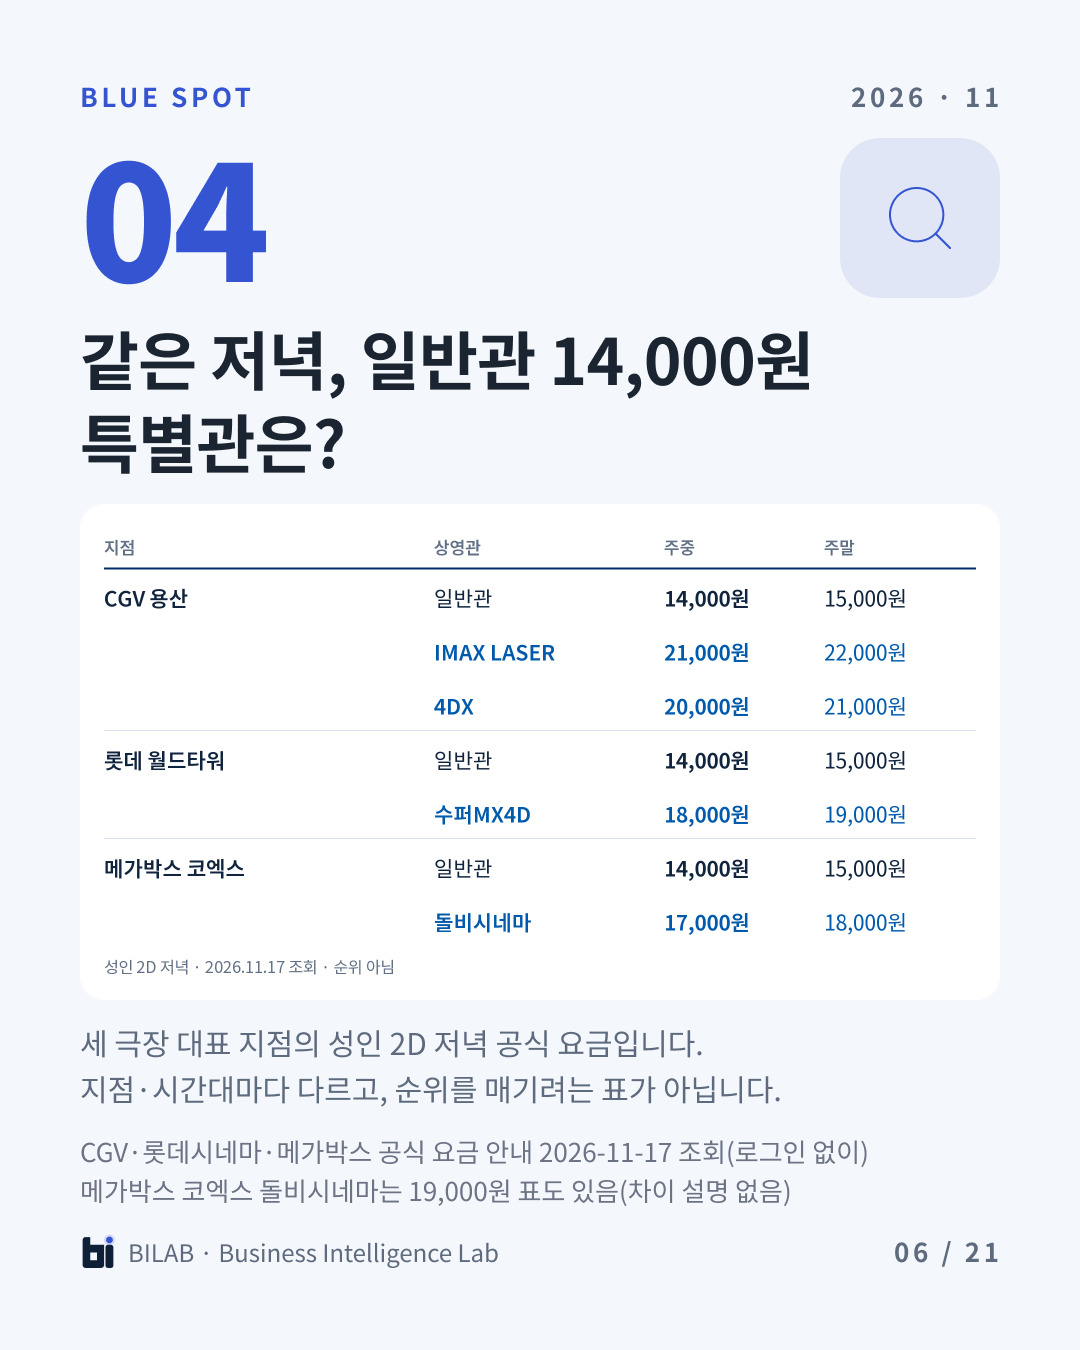 BLUE SPOT
2026 · 11
04
같은 저녁, 일반관 14,000원
특별관은?
지점 상영관 주중 주말
CGV 용산 일반관 14,000원 15,000원
IMAX LASER 21,000원 22,000원
4DX 20,000원 21,000원
롯데 월드타워 일반관 14,000원 15,000원
수퍼MX4D 18,000원 19,000원
메가박스 코엑스 일반관 14,000원 15,000원
돌비시네마 17,000원 18,000원
성인 2D 저녁 · 2026.11.17 조회 · 순위 아님
세 극장 대표 지점의 성인 2D 저녁 공식 요금입니다.
지점·시간대마다 다르고, 순위를 매기려는 표가 아닙니다.
CGV·롯데시네마·메가박스 공식 요금 안내 2026-11-17 조회(로그인 없이)
메가박스 코엑스 돌비시네마는 19,000원 표도 있음(차이 설명 없음)
bi BILAB · Business Intelligence Lab
06 / 21